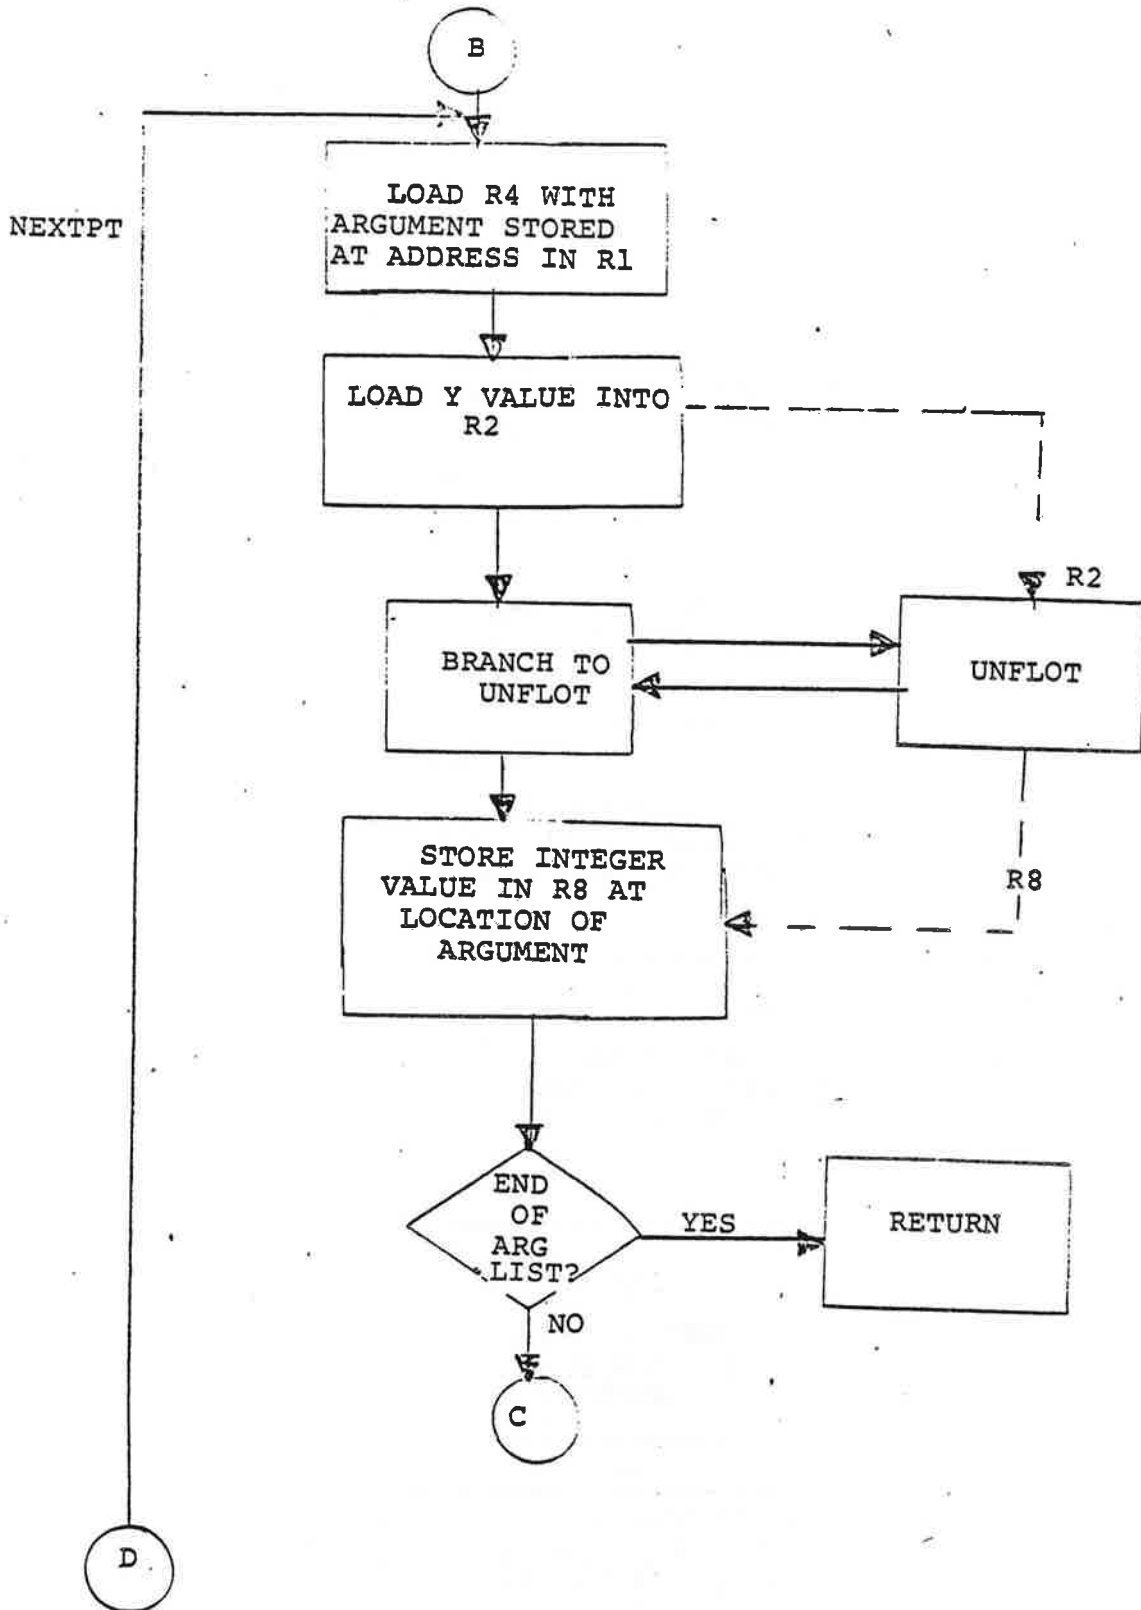 B
NEXTPT
LOAD R4 WITH
ARGUMENT STORED
AT ADDRESS IN R1
LOAD Y VALUE INTO
R2
R2
BRANCH TO
UNFLOT
UNFLOT
STORE INTEGER
VALUE IN R8 AT
LOCATION OF
ARGUMENT
R8
END
OF
ARG
LIST?
YES
RETURN
NO
C
D